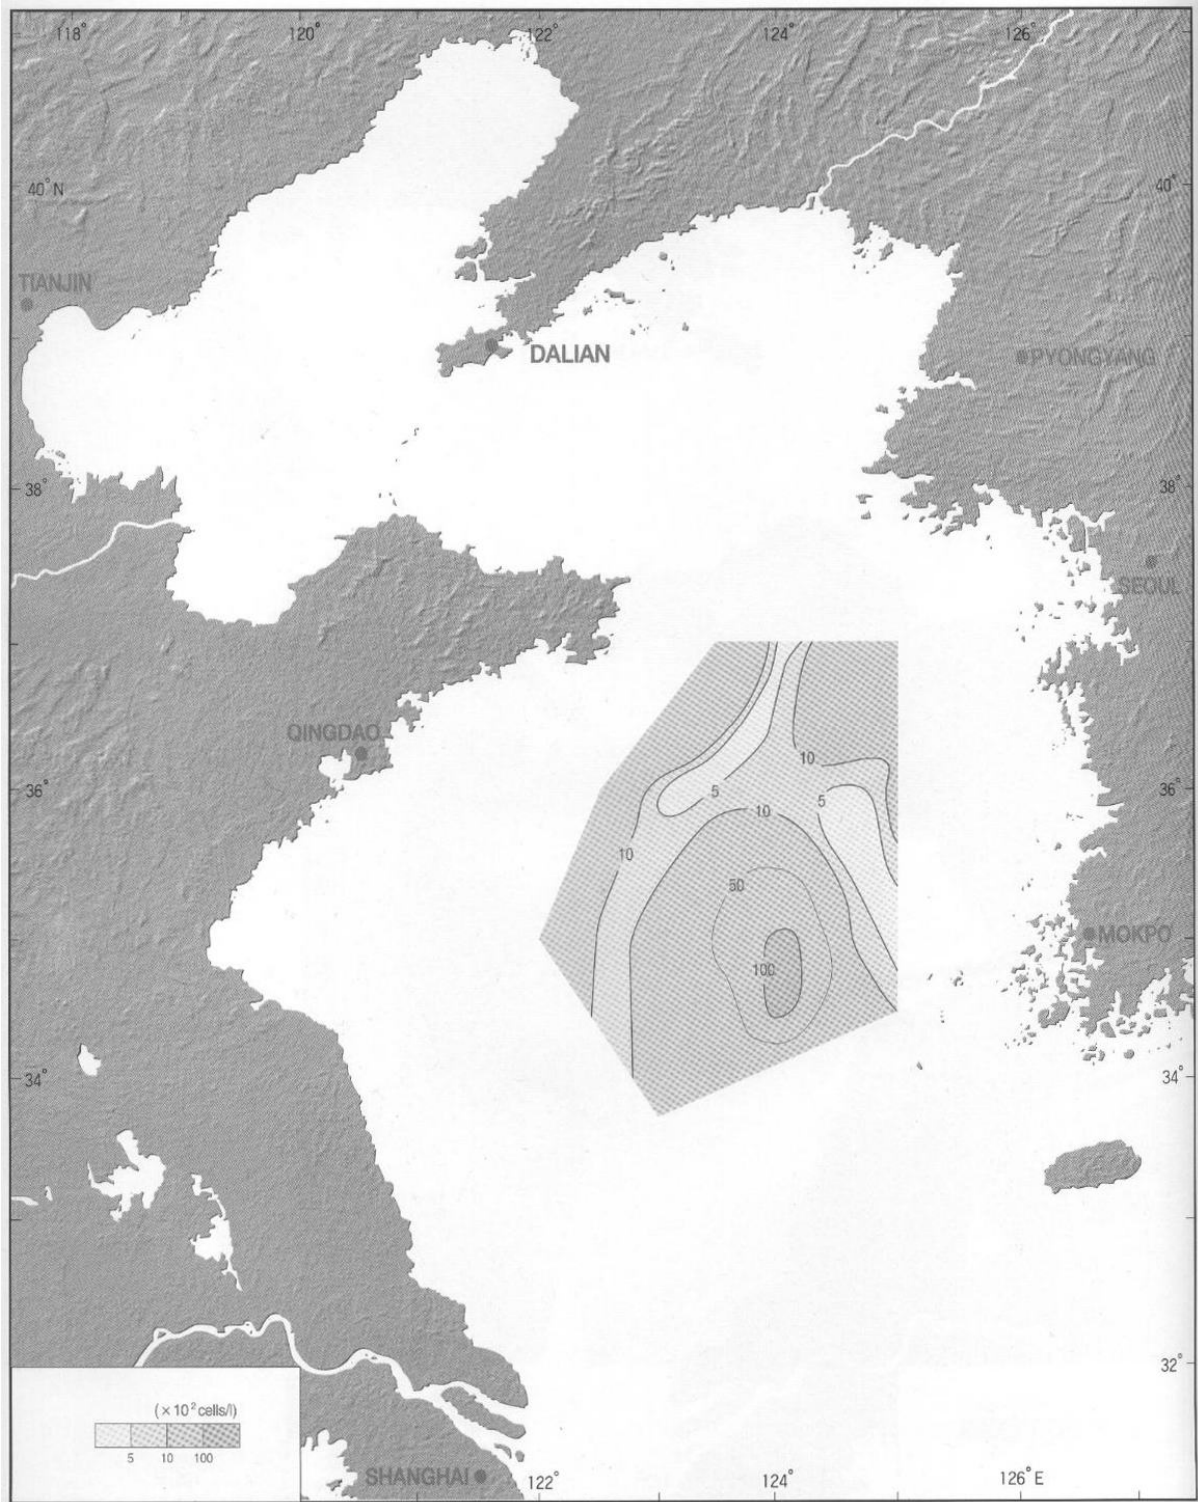 118° 120° 122° 124° 126°
40° N 40°
TIANJIN
DALIAN
PYONGYANG
38° 38°
SEOUL
QINGDAO
10
36° 36°
5 10 5
10
50
MOKPO
100
34° 34°
32°
(×10² cells/l)
5 10 100
SHANGHAI 122° 124° 126° E